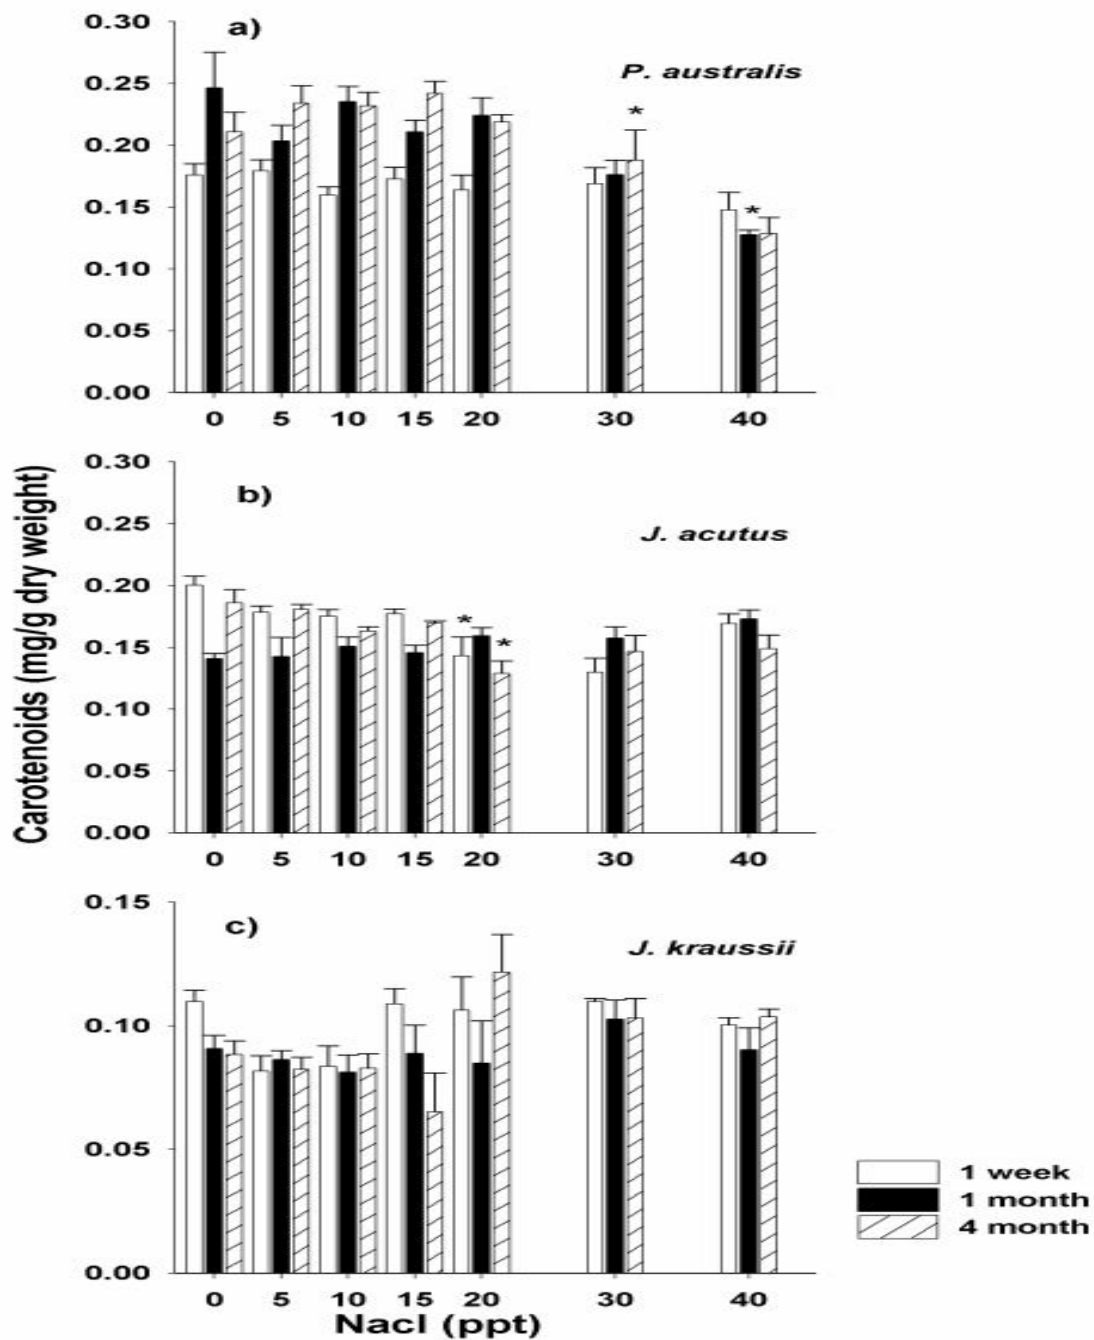 a)
P. australis
0.30
0.25
0.20
0.15
0.10
0.05
0.00
*
*
0 5 10 15 20 30 40
b)
J. acutus
0.30
0.25
0.20
0.15
0.10
0.05
0.00
*
*
0 5 10 15 20 30 40
Carotenoids (mg/g dry weight)
c)
J. kraussii
0.15
0.10
0.05
0.00
0 5 10 15 20 30 40
Nacl (ppt)
1 week
1 month
4 month